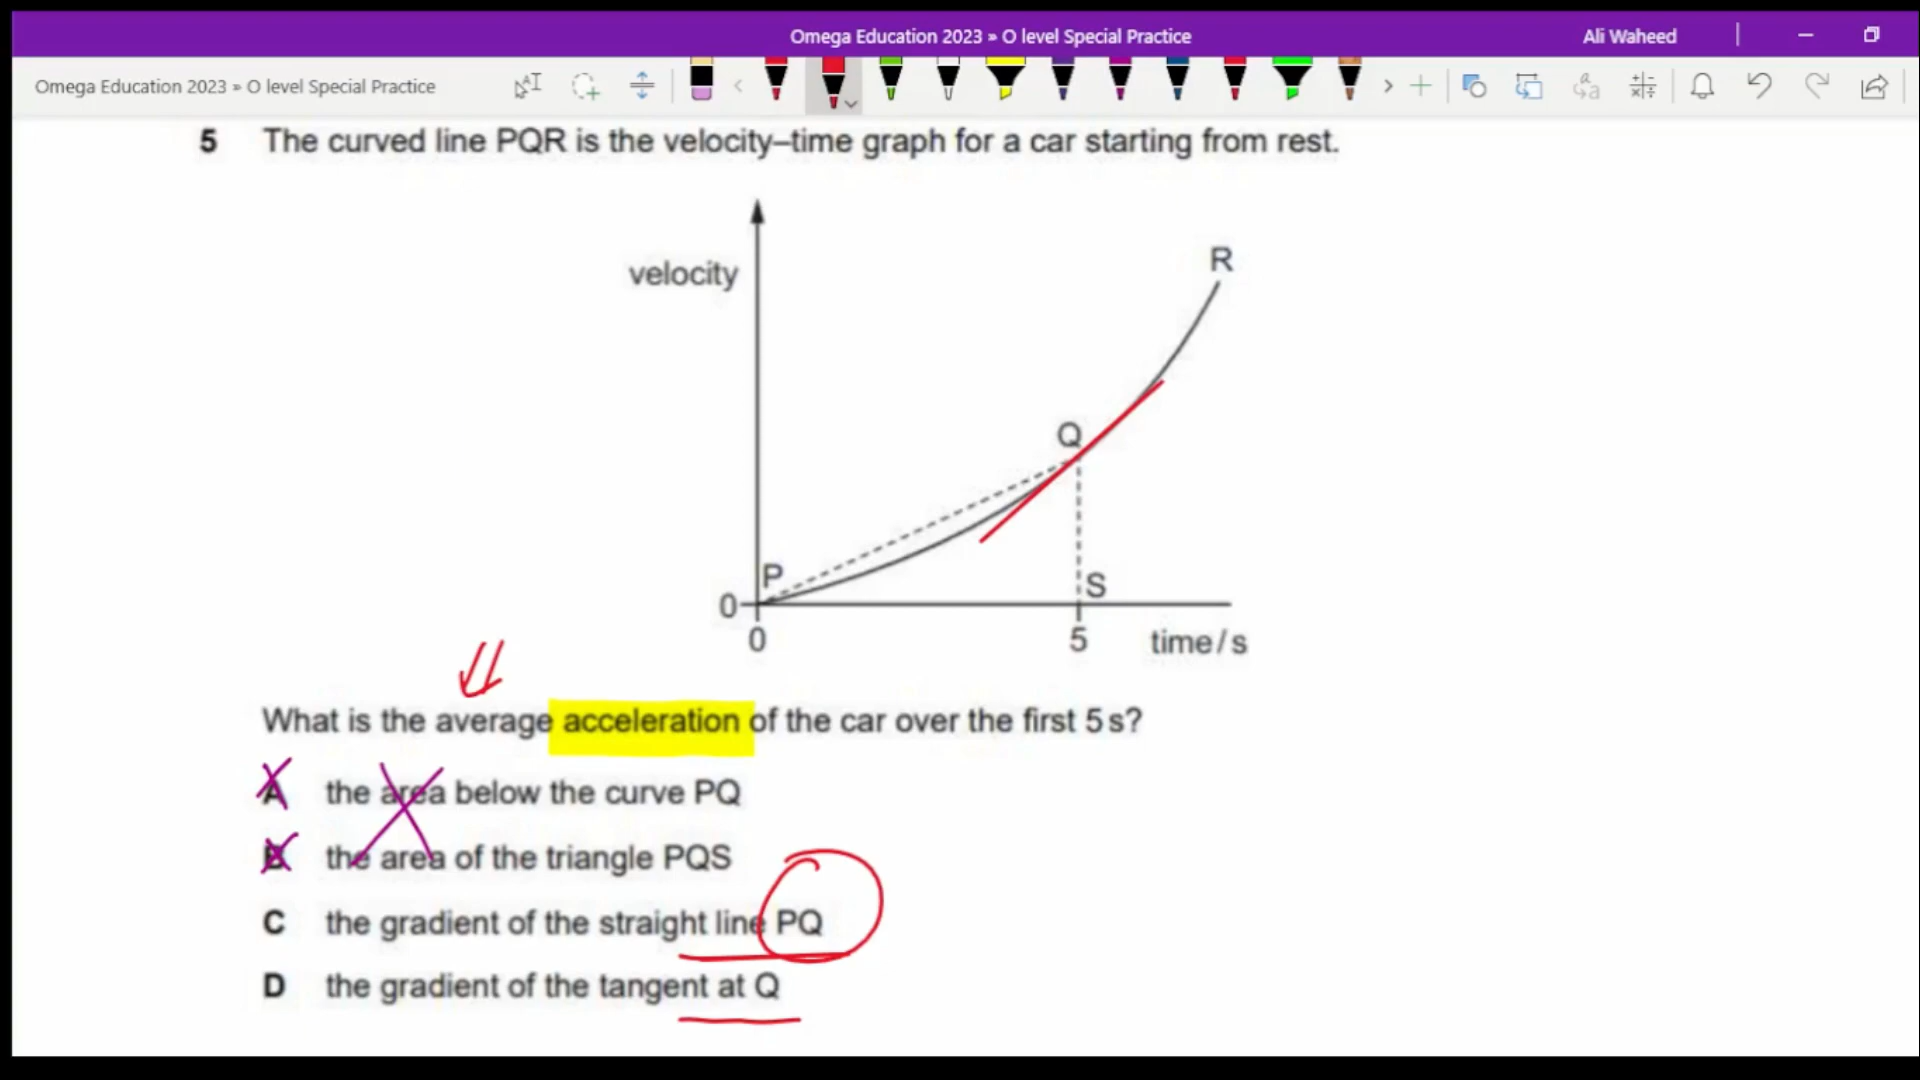 Omega Education 2023 » O level Special Practice
Ali Waheed
Omega Education 2023 » O level Special Practice
5 The curved line PQR is the velocity–time graph for a car starting from rest.
velocity
R
Q
P
S
0
0
5
time/s
What is the average acceleration of the car over the first 5 s?
A the area below the curve PQ
B the area of the triangle PQS
C the gradient of the straight line PQ
D the gradient of the tangent at Q